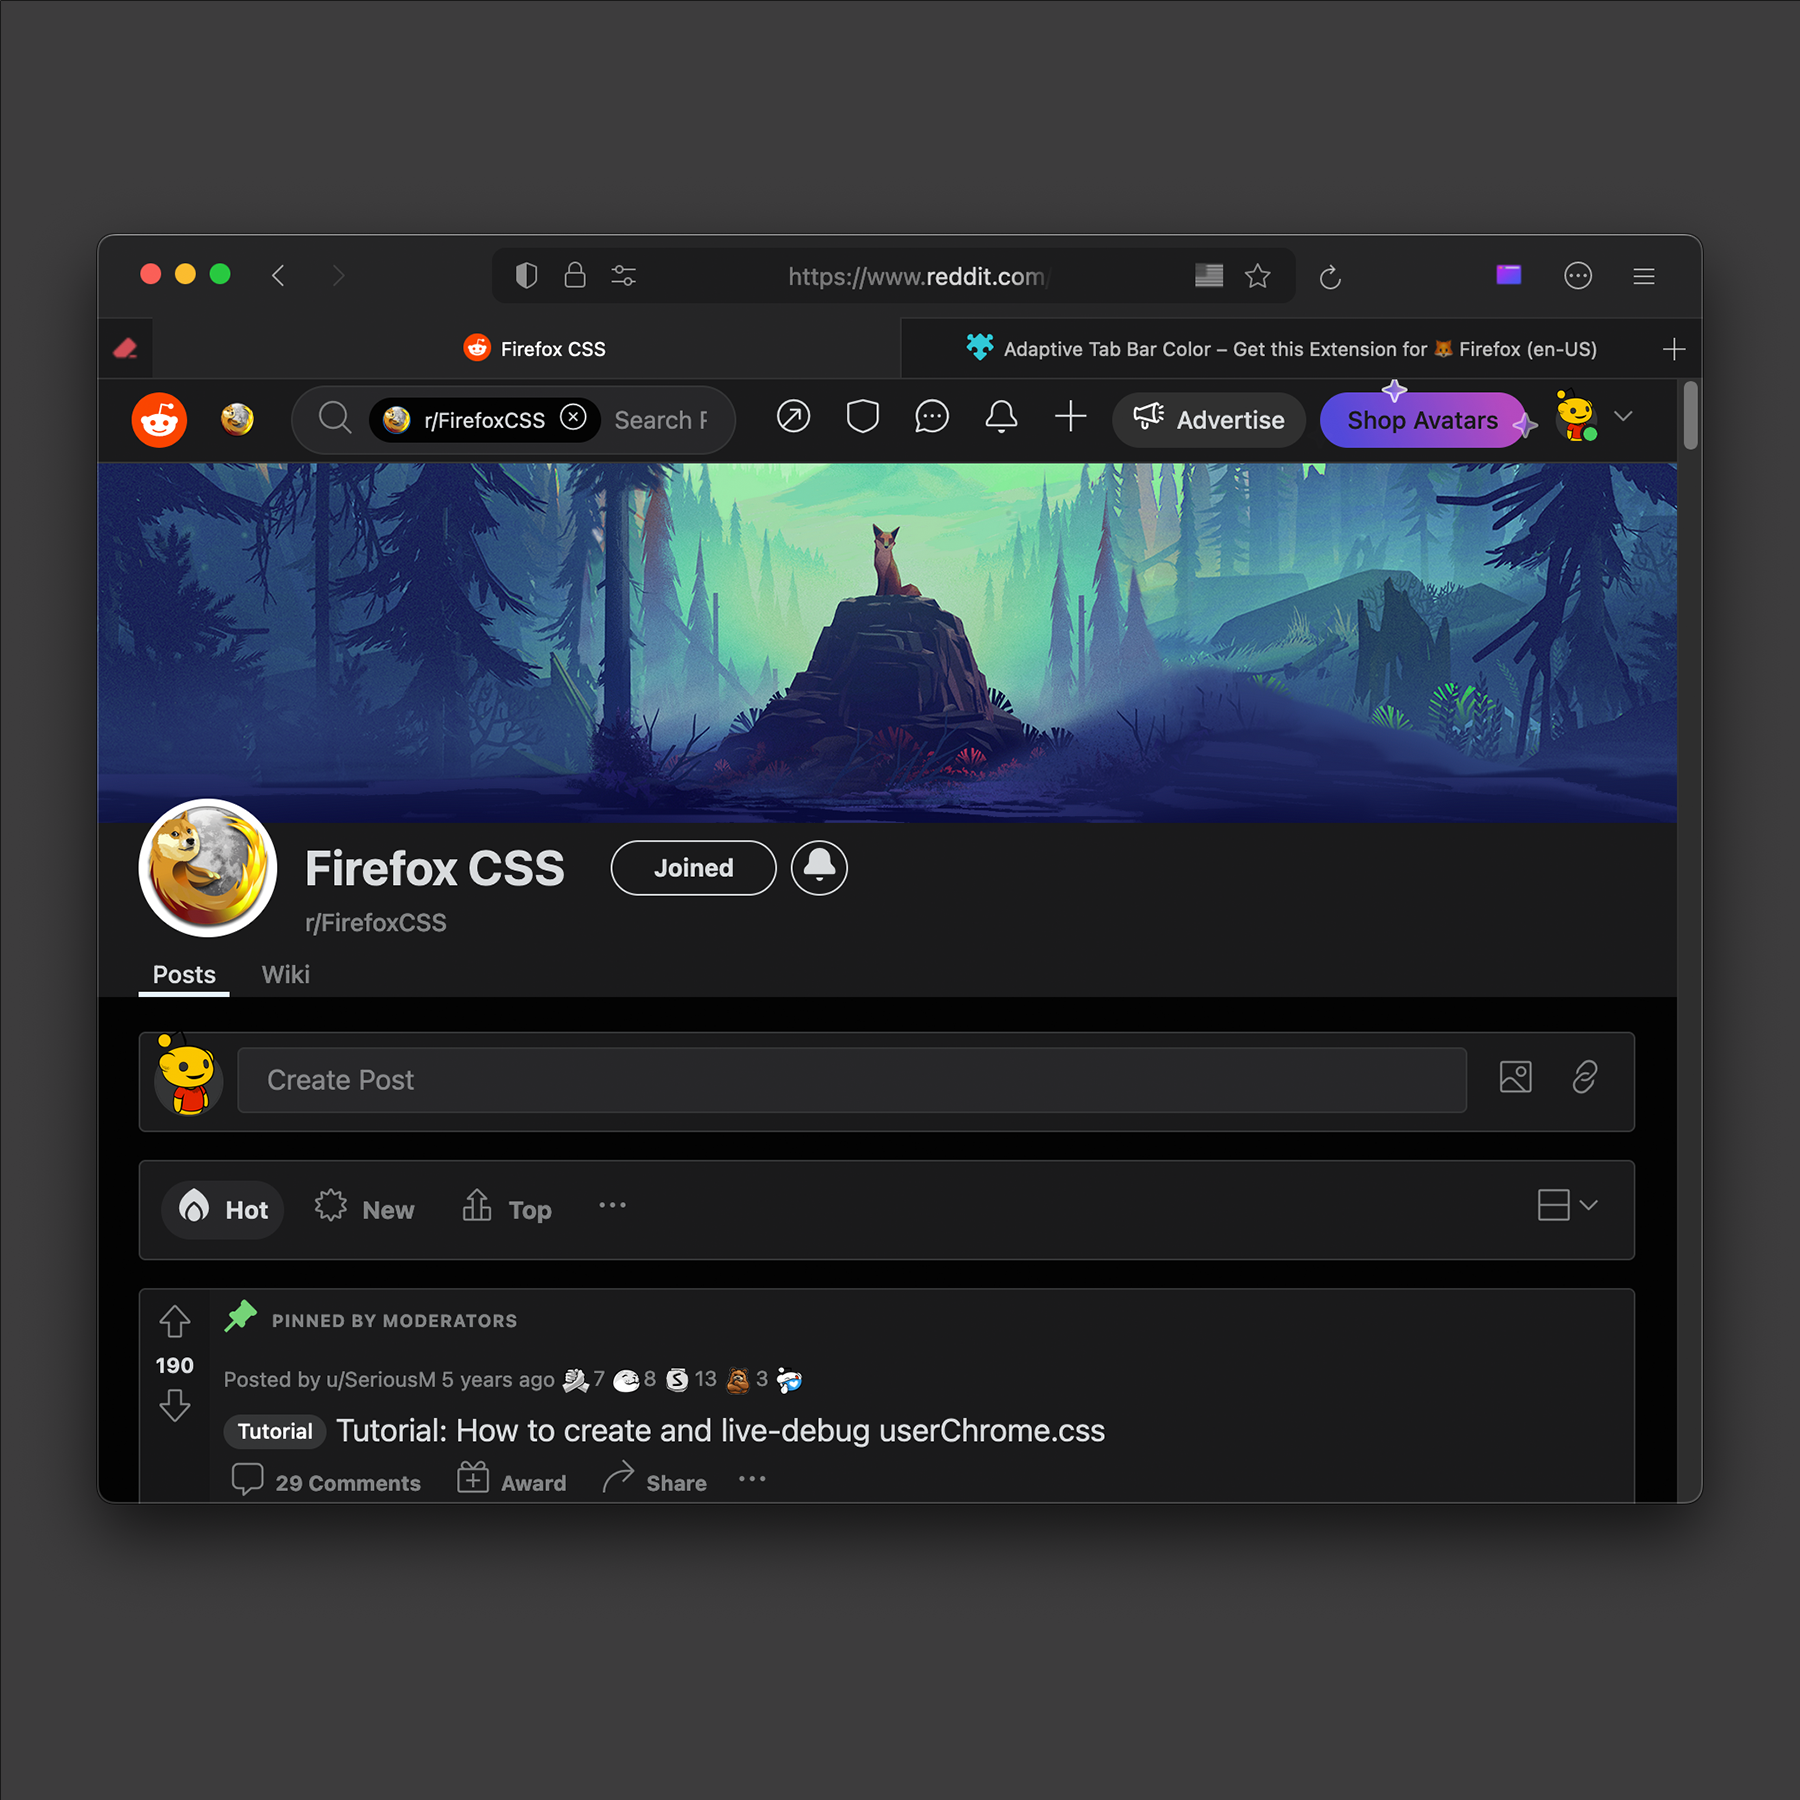 https://www.reddit.com/
Firefox CSS
Adaptive Tab Bar Color – Get this Extension for 🦊 Firefox (en-US)
r/FirefoxCSS
Search
Advertise
Shop Avatars
Firefox CSS
Joined
r/FirefoxCSS
Posts
Wiki
Create Post
Hot
New
Top
PINNED BY MODERATORS
190
Posted by u/SeriousM 5 years ago 7 8 S 13 3
Tutorial Tutorial: How to create and live-debug userChrome.css
29 Comments Award Share